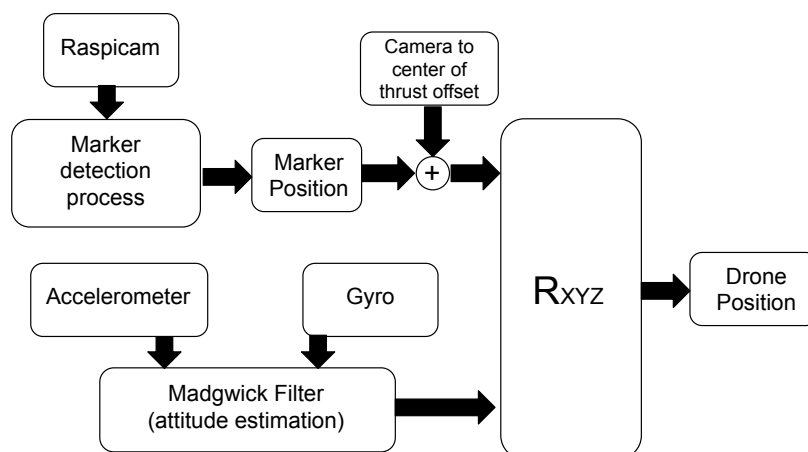 Raspicam
Camera to
center of
thrust offset
Marker
detection
process
Marker
Position
+
Accelerometer
Gyro
RXYZ
Drone
Position
Madgwick Filter
(attitude estimation)